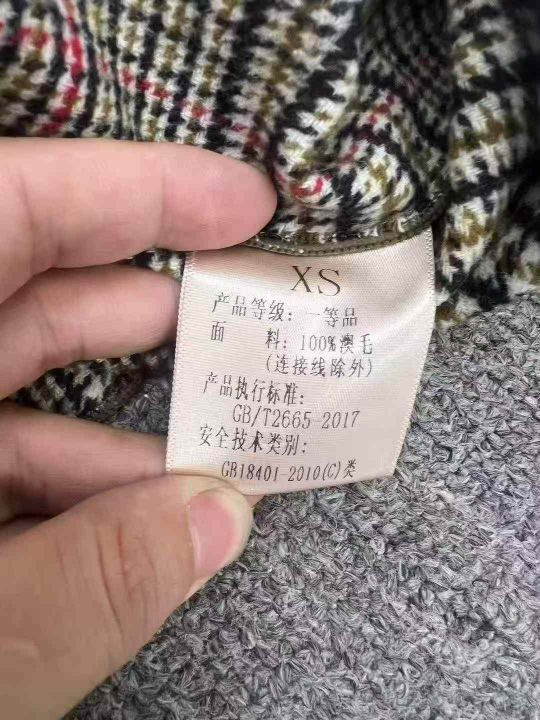 XS
产品等级: 一等品
面 料: 100%澳毛
(连接线除外)
产品执行标准:
GB/T2665-2017
安全技术类别:
GB18401-2010(C)类